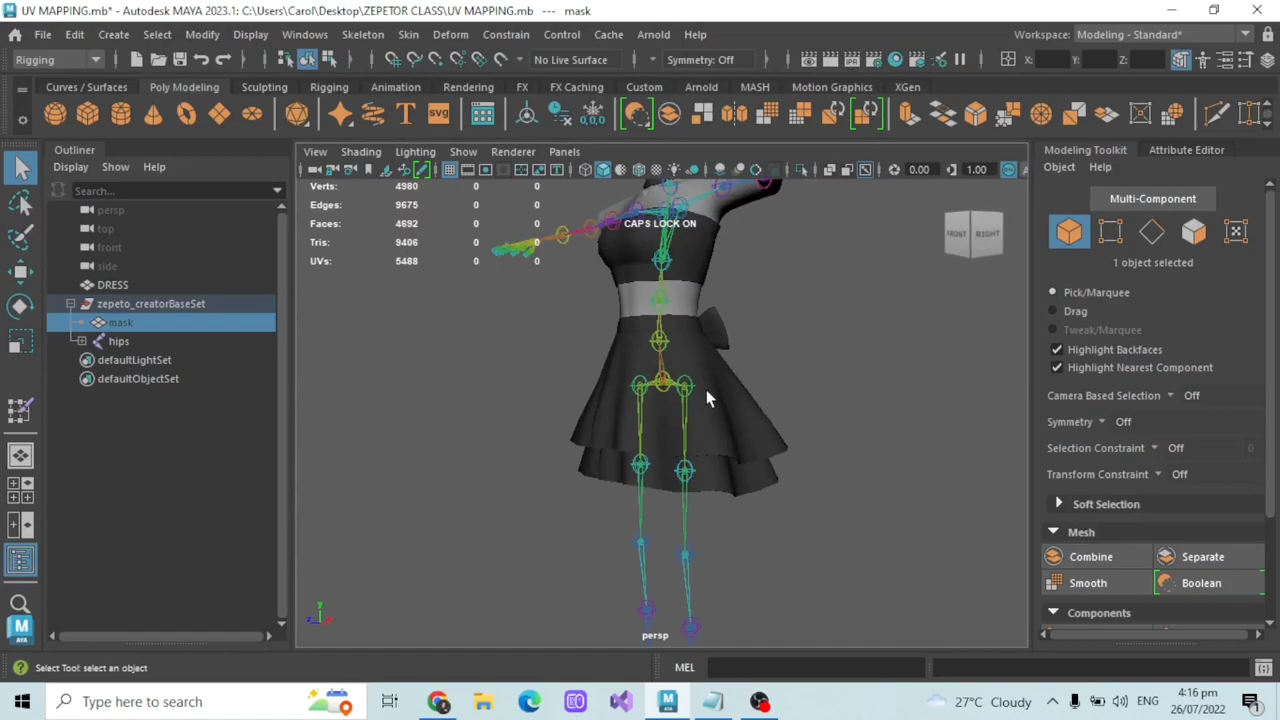 UV MAPPING.mb* - Autodesk MAYA 2023.1: C:\Users\Carol\Desktop\ZEPETOR CLASS\UV MAPPING.mb --- mask
File Edit Create Select Modify Display Windows Skeleton Skin Deform Constrain Control Cache Arnold Help
Workspace: Modeling - Standard*
Rigging
No Live Surface
Symmetry: Off
X: Y: Z:
Curves / Surfaces Poly Modeling Sculpting Rigging Animation Rendering FX FX Caching Custom Arnold MASH Motion Graphics XGen
SVG
0,0,0
Outliner
Display Show Help
Search...
persp
top
front
side
DRESS
zepeto_creatorBaseSet
mask
hips
defaultLightSet
defaultObjectSet
View Shading Lighting Show Renderer Panels
0.00 1.00
Verts: 4980 0 0
Edges: 9675 0 0
Faces: 4692 0 0
Tris: 9406 0 0
UVs: 5488 0 0
CAPS LOCK ON
FRONT RIGHT
persp
Modeling Toolkit Attribute Editor
Object Help
Multi-Component
1 object selected
Pick/Marquee
Drag
Tweak/Marquee
Highlight Backfaces
Highlight Nearest Component
Camera Based Selection Off
Symmetry Off
Selection Constraint Off 0
Transform Constraint Off
Soft Selection
Mesh
Combine Separate
Smooth Boolean
Components
Select Tool: select an object
MEL
Type here to search
27°C Cloudy
ENG
4:16 pm
26/07/2022